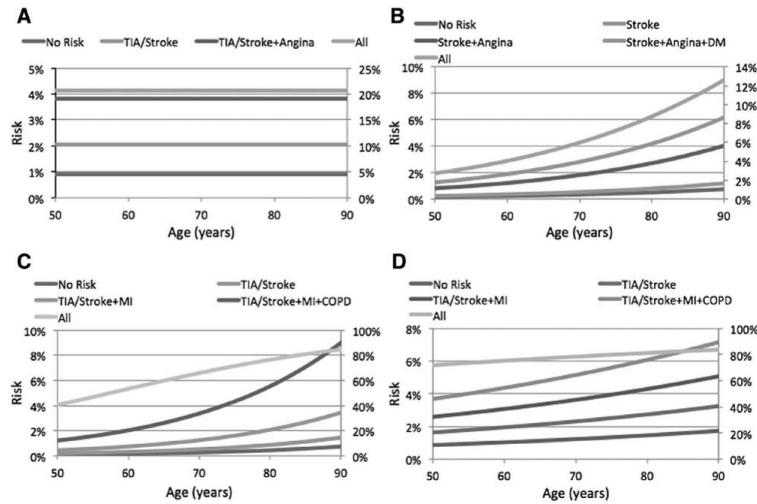 A
No Risk TIA/Stroke TIA/Stroke+Angina All
5% 25%
4% 20%
3% 15%
2% 10%
1% 5%
0% 0%
Risk
50 60 70 80 90
Age (years)
B
No Risk Stroke
Stroke+Angina Stroke+Angina+DM
All
10% 14%
12%
8%
10%
6% 8%
4% 6%
4%
2%
2%
0% 0%
Risk
50 60 70 80 90
Age (years)
C
No Risk TIA/Stroke
TIA/Stroke+MI TIA/Stroke+MI+COPD
All
10% 100%
8% 80%
6% 60%
4% 40%
2% 20%
0% 0%
Risk
50 60 70 80 90
Age (years)
D
No Risk TIA/Stroke
TIA/Stroke+MI TIA/Stroke+MI+COPD
All
8% 100%
6% 80%
60%
4%
40%
2%
20%
0% 0%
Risk
50 60 70 80 90
Age (years)